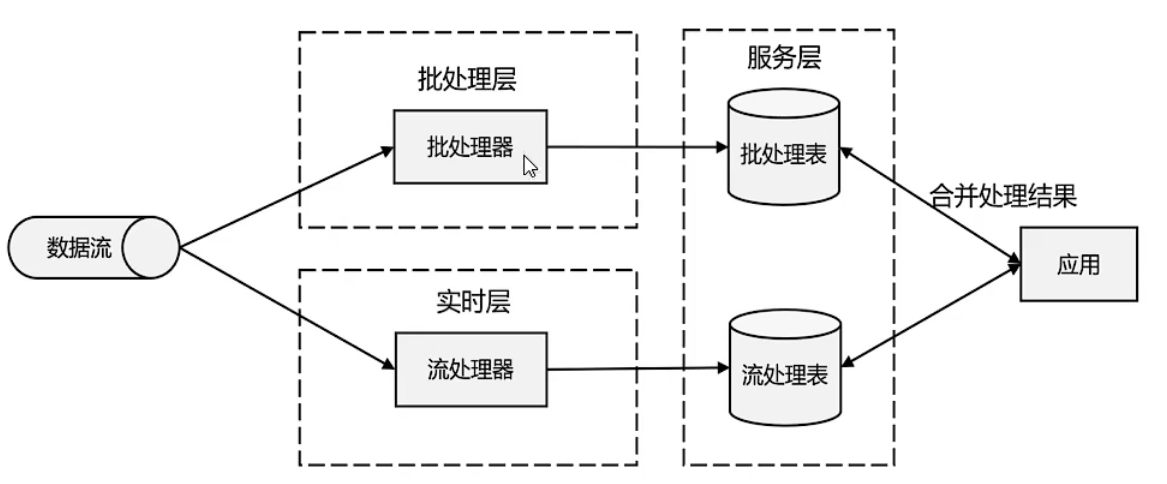 批处理层
批处理器
数据流
实时层
流处理器
服务层
批处理表
流处理表
合并处理结果
应用